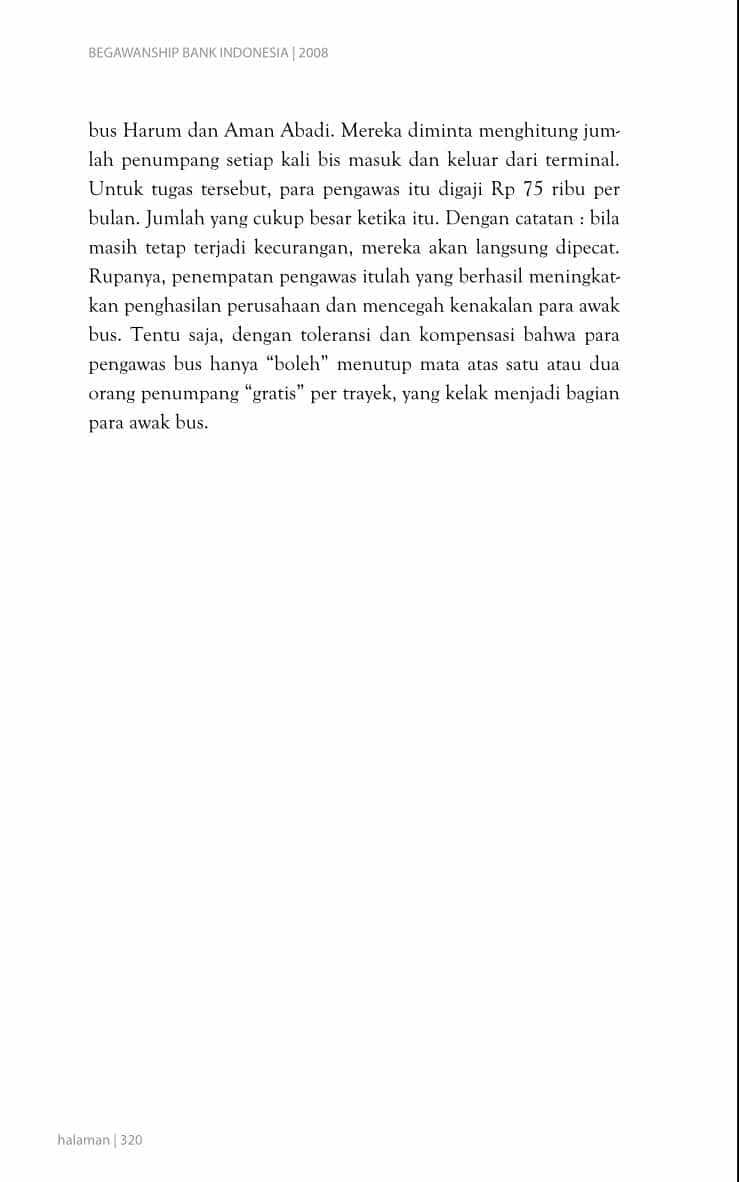 BEGAWANSHIP BANK INDONESIA | 2008
bus Harum dan Aman Abadi. Mereka diminta menghitung jum-
lah penumpang setiap kali bis masuk dan keluar dari terminal.
Untuk tugas tersebut, para pengawas itu digaji Rp 75 ribu per
bulan. Jumlah yang cukup besar ketika itu. Dengan catatan : bila
masih tetap terjadi kecurangan, mereka akan langsung dipecat.
Rupanya, penempatan pengawas itulah yang berhasil meningkat-
kan penghasilan perusahaan dan mencegah kenakalan para awak
bus. Tentu saja, dengan toleransi dan kompensasi bahwa para
pengawas bus hanya “boleh” menutup mata atas satu atau dua
orang penumpang “gratis” per trayek, yang kelak menjadi bagian
para awak bus.
halaman | 320